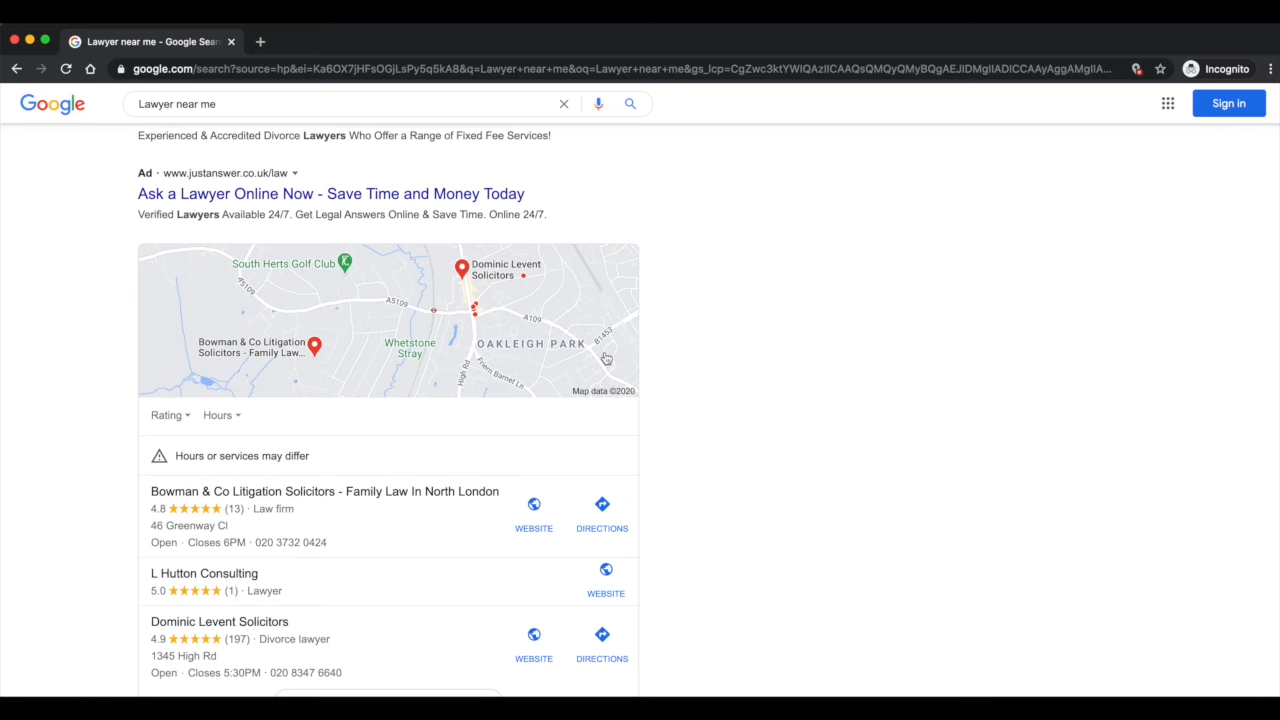 Lawyer near me - Google Sear
google.com/search?source=hp&ei=Ka6OX7jHFsOGjLsPy5q5kA8&q=Lawyer+near+me&oq=Lawyer+near+me&gs_lcp=
Incognito
Google
Lawyer near me
Sign in
Experienced & Accredited Divorce Lawyers Who Offer a Range of Fixed Fee Services!
Ad · www.justanswer.co.uk/law
Ask a Lawyer Online Now - Save Time and Money Today
Verified Lawyers Available 24/7. Get Legal Answers Online & Save Time. Online 24/7.
South Herts Golf Club
Dominic Levent
Solicitors
A5109
A5109
A109
B1453
Bowman & Co Litigation
Solicitors - Family Law...
Whetstone
Stray
OAKLEIGH PARK
High Rd
Friern Barnet Ln
Map data ©2020
Rating
Hours
Hours or services may differ
Bowman & Co Litigation Solicitors - Family Law In North London
4.8 (13) · Law firm
46 Greenway Cl
Open · Closes 6PM · 020 3732 0424
WEBSITE
DIRECTIONS
L Hutton Consulting
5.0 (1) · Lawyer
WEBSITE
Dominic Levent Solicitors
4.9 (197) · Divorce lawyer
1345 High Rd
Open · Closes 5:30PM · 020 8347 6640
WEBSITE
DIRECTIONS